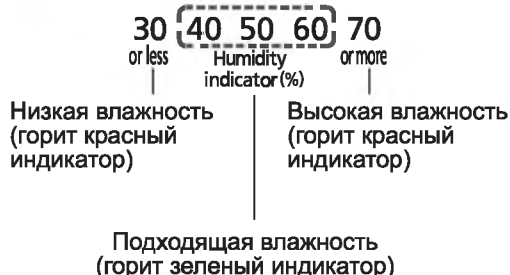 30 40 50 60 70
or less Humidity or more
indicator (%)
Низкая влажность
(горит красный
индикатор)
Высокая влажность
(горит красный
индикатор)
Подходящая влажность
(горит зеленый индикатор)